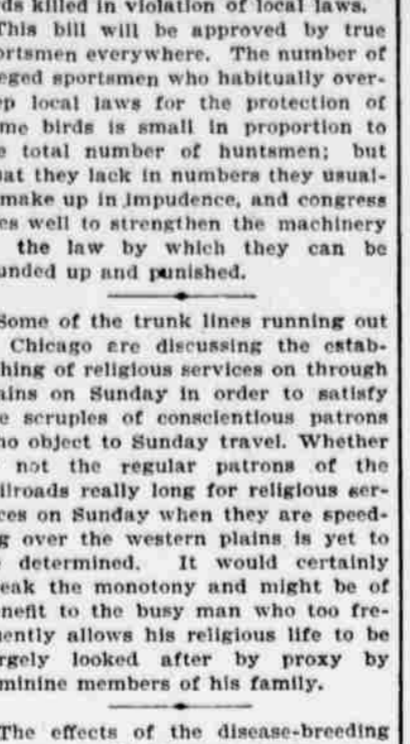 ds killed in violation of local laws.
This bill will be approved by true
ortsmen everywhere. The number of
eged sportsmen who habitually over-
p local laws for the protection of
me birds is small in proportion to
e total number of huntsmen; but
at they lack in numbers they usual-
make up in impudence, and congress
es well to strengthen the machinery
the law by which they can be
unded up and punished.
Some of the trunk lines running out
Chicago are discussing the estab-
hing of religious services on through
ains on Sunday in order to satisfy
e scruples of conscientious patrons
ho object to Sunday travel. Whether
not the regular patrons of the
ilroads really long for religious ser-
ces on Sunday when they are speed-
g over the western plains is yet to
determined. It would certainly
eak the monotony and might be of
nefit to the busy man who too fre-
uently allows his religious life to be
rgely looked after by proxy by
minine members of his family.
The effects of the disease-breeding